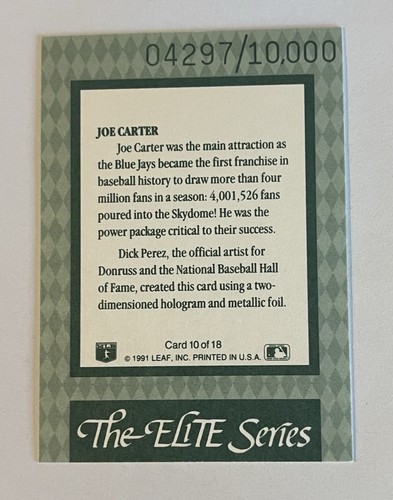 04297/10,000
JOE CARTER
Joe Carter was the main attraction as
the Blue Jays became the first franchise in
baseball history to draw more than four
million fans in a season: 4,001,526 fans
poured into the Skydome! He was the
power package critical to their success.
Dick Perez, the official artist for
Donruss and the National Baseball Hall
of Fame, created this card using a two-
dimensioned hologram and metallic foil.
Card 10 of 18
© 1991 LEAF, INC. PRINTED IN U.S.A.
The ELITE Series